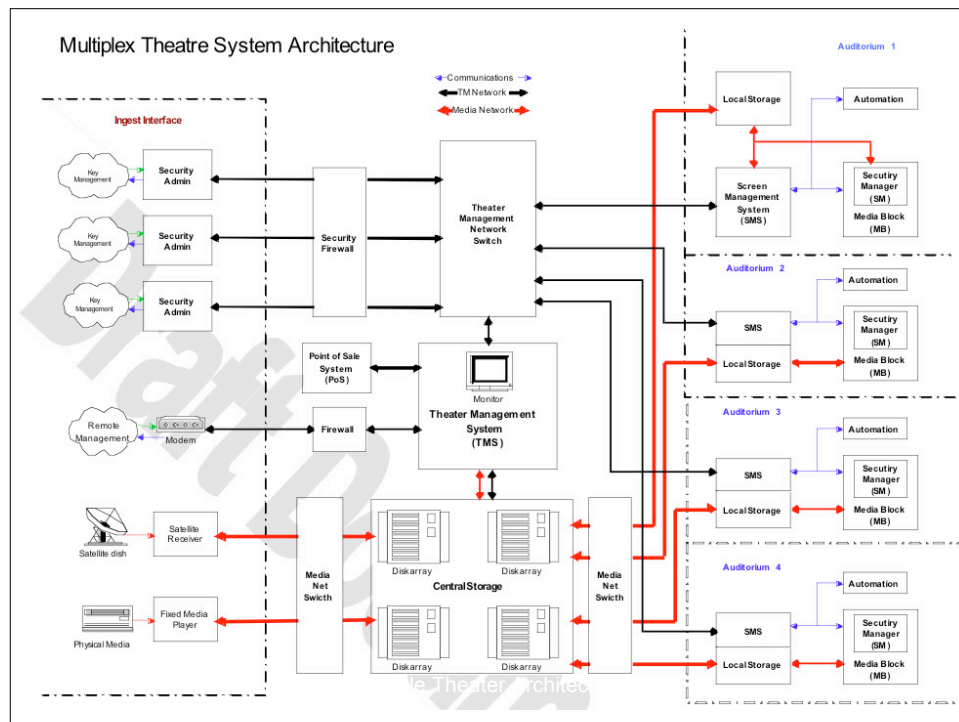 Multiplex Theatre System Architecture
Communications
TM Network
Media Network
Ingest Interface
Key
Management
Security
Admin
Key
Management
Security
Admin
Key
Management
Security
Admin
Security
Firewall
Theater
Management
Network
Switch
Point of Sale
System
(PoS)
Monitor
Theater Management
System
(TMS)
Remote
Management
Modem
Firewall
Satellite dish
Satellite
Receiver
Physical Media
Fixed Media
Player
Media
Net
Swicth
Diskarray
Diskarray
Central Storage
Diskarray
Diskarray
Media
Net
Swicth
Auditorium 1
Local Storage
Automation
Screen
Management
System
(SMS)
Secutiry
Manager
(SM)
Media Block
(MB)
Auditorium 2
Automation
SMS
Local Storage
Secutiry
Manager
(SM)
Media Block
(MB)
Auditorium 3
Automation
SMS
Local Storage
Secutiry
Manager
(SM)
Media Block
(MB)
Auditorium 4
Automation
SMS
Local Storage
Secutiry
Manager
(SM)
Media Block
(MB)
Theater
Draft